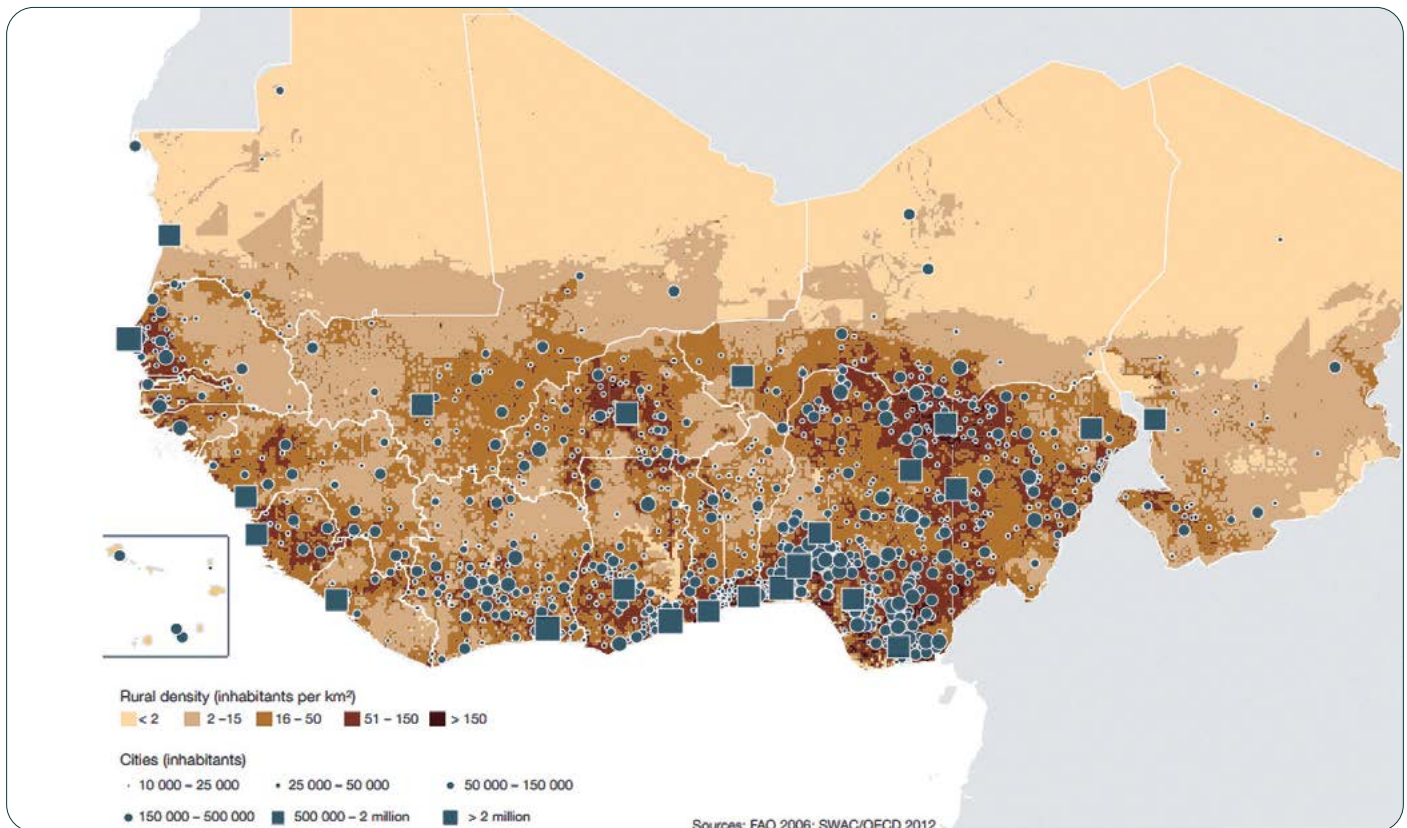 Rural density (inhabitants per km²)
< 2 2 –15 16 – 50 51 – 150 > 150
Cities (inhabitants)
10 000 – 25 000 25 000 – 50 000 50 000 – 150 000
150 000 – 500 000 500 000 – 2 million > 2 million
Sources: FAO 2006; SWAC/OECD 2012